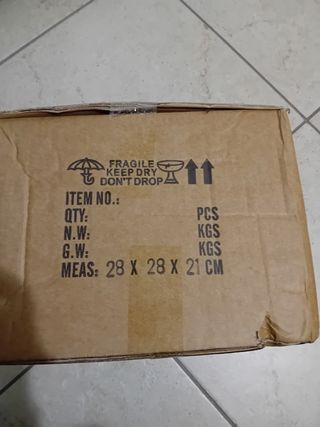 FRAGILE
KEEP DRY
DON'T DROP
ITEM NO.:
QTY: PCS
N.W: KGS
G.W: KGS
MEAS: 28 X 28 X 21 CM